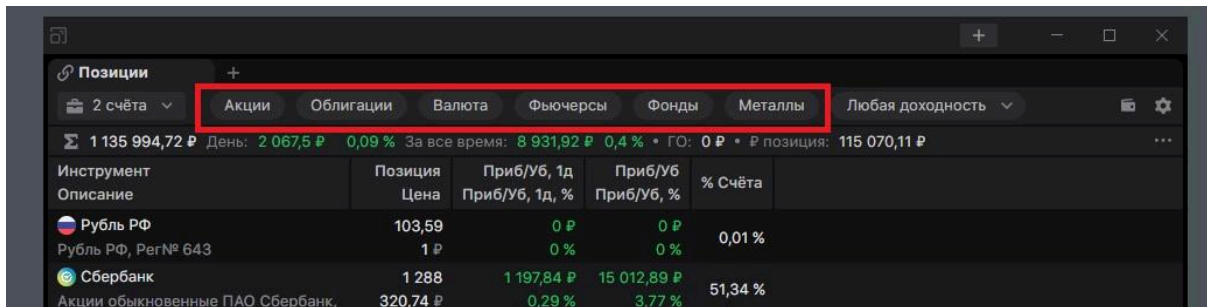 Позиции
2 счёта Акции Облигации Валюта Фьючерсы Фонды Металлы Любая доходность
Σ 1 135 994,72 ₽ День: 2 067,5 ₽ 0,09 % За все время: 8 931,92 ₽ 0,4 % • ГО: 0 ₽ • ₽ позиция: 115 070,11 ₽
Инструмент Позиция Приб/Уб, 1д Приб/Уб % Счёта
Описание Цена Приб/Уб, 1д, % Приб/Уб, %
Рубль РФ 103,59 0 ₽ 0 ₽ 0,01 %
Рубль РФ, Рег№ 643 1 ₽ 0 % 0 %
Сбербанк 1 288 1 197,84 ₽ 15 012,89 ₽ 51,34 %
Акции обыкновенные ПАО Сбербанк, 320,74 ₽ 0,29 % 3,77 %